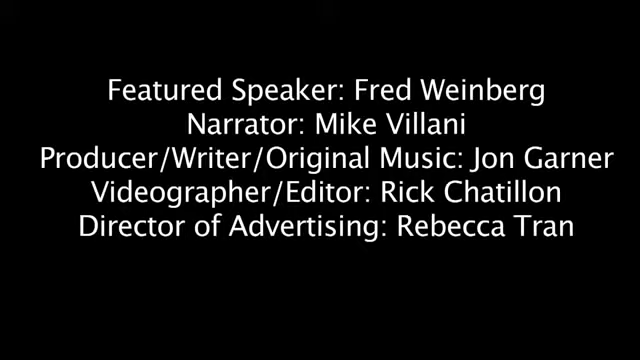 Featured Speaker: Fred Weinberg
Narrator: Mike Villani
Producer/Writer/Original Music: Jon Garner
Videographer/Editor: Rick Chatillon
Director of Advertising: Rebecca Tran